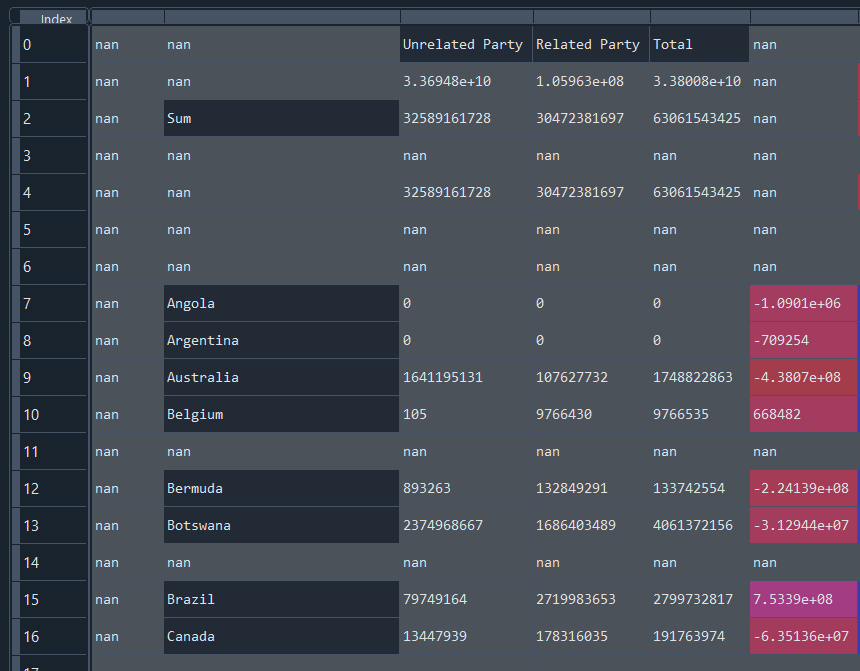 Index
0 nan nan Unrelated Party Related Party Total nan
1 nan nan 3.36948e+10 1.05963e+08 3.38008e+10 nan
2 nan Sum 32589161728 30472381697 63061543425 nan
3 nan nan nan nan nan nan
4 nan nan 32589161728 30472381697 63061543425 nan
5 nan nan nan nan nan nan
6 nan nan nan nan nan nan
7 nan Angola 0 0 0 -1.0901e+06
8 nan Argentina 0 0 0 -709254
9 nan Australia 1641195131 107627732 1748822863 -4.3807e+08
10 nan Belgium 105 9766430 9766535 668482
11 nan nan nan nan nan nan
12 nan Bermuda 893263 132849291 133742554 -2.24139e+08
13 nan Botswana 2374968667 1686403489 4061372156 -3.12944e+07
14 nan nan nan nan nan nan
15 nan Brazil 79749164 2719983653 2799732817 7.5339e+08
16 nan Canada 13447939 178316035 191763974 -6.35136e+07